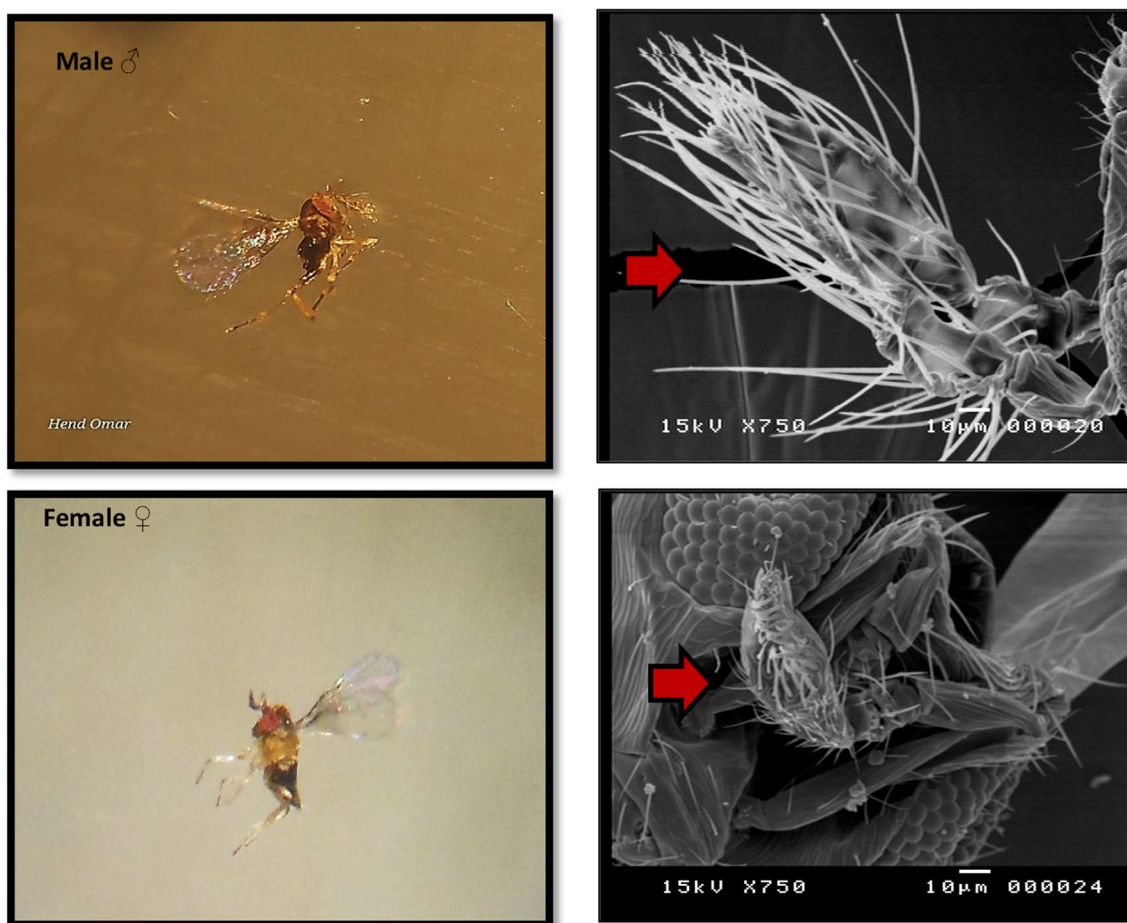 Male ♂
Hend Omar
15kV X750 10µm 000020
Female ♀
15kV X750 10µm 000024